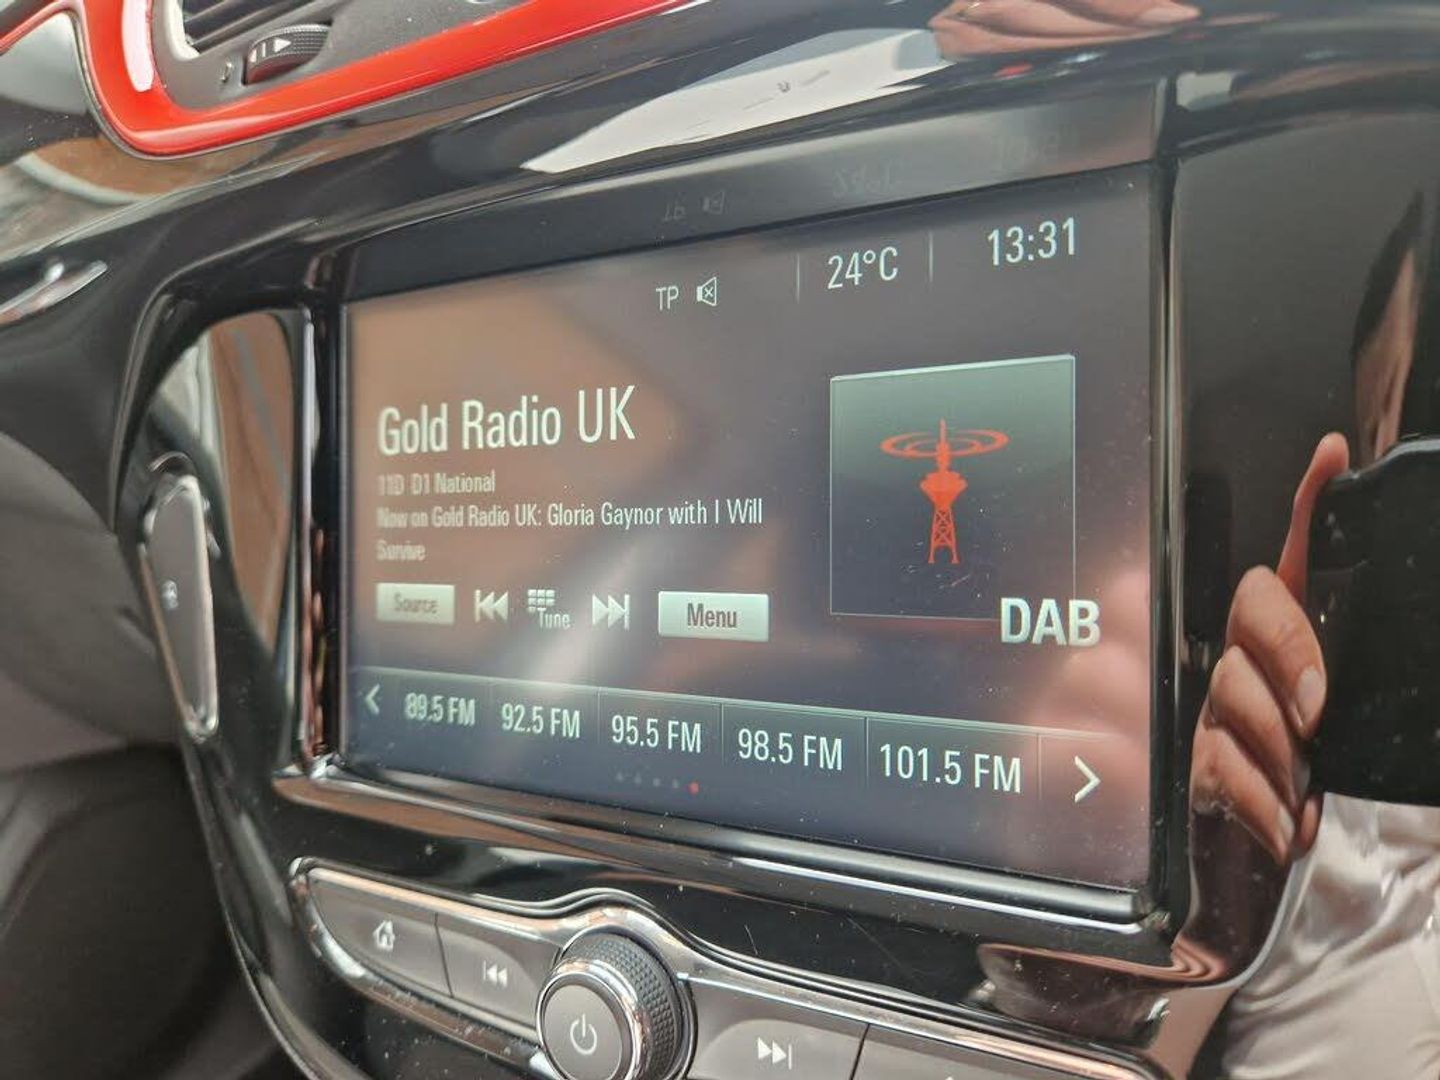 TP
24°C
13:31
Gold Radio UK
11D D1 National
Now on Gold Radio UK: Gloria Gaynor with I Will
Survive
Source
Tune
Menu
DAB
89.5 FM
92.5 FM
95.5 FM
98.5 FM
101.5 FM